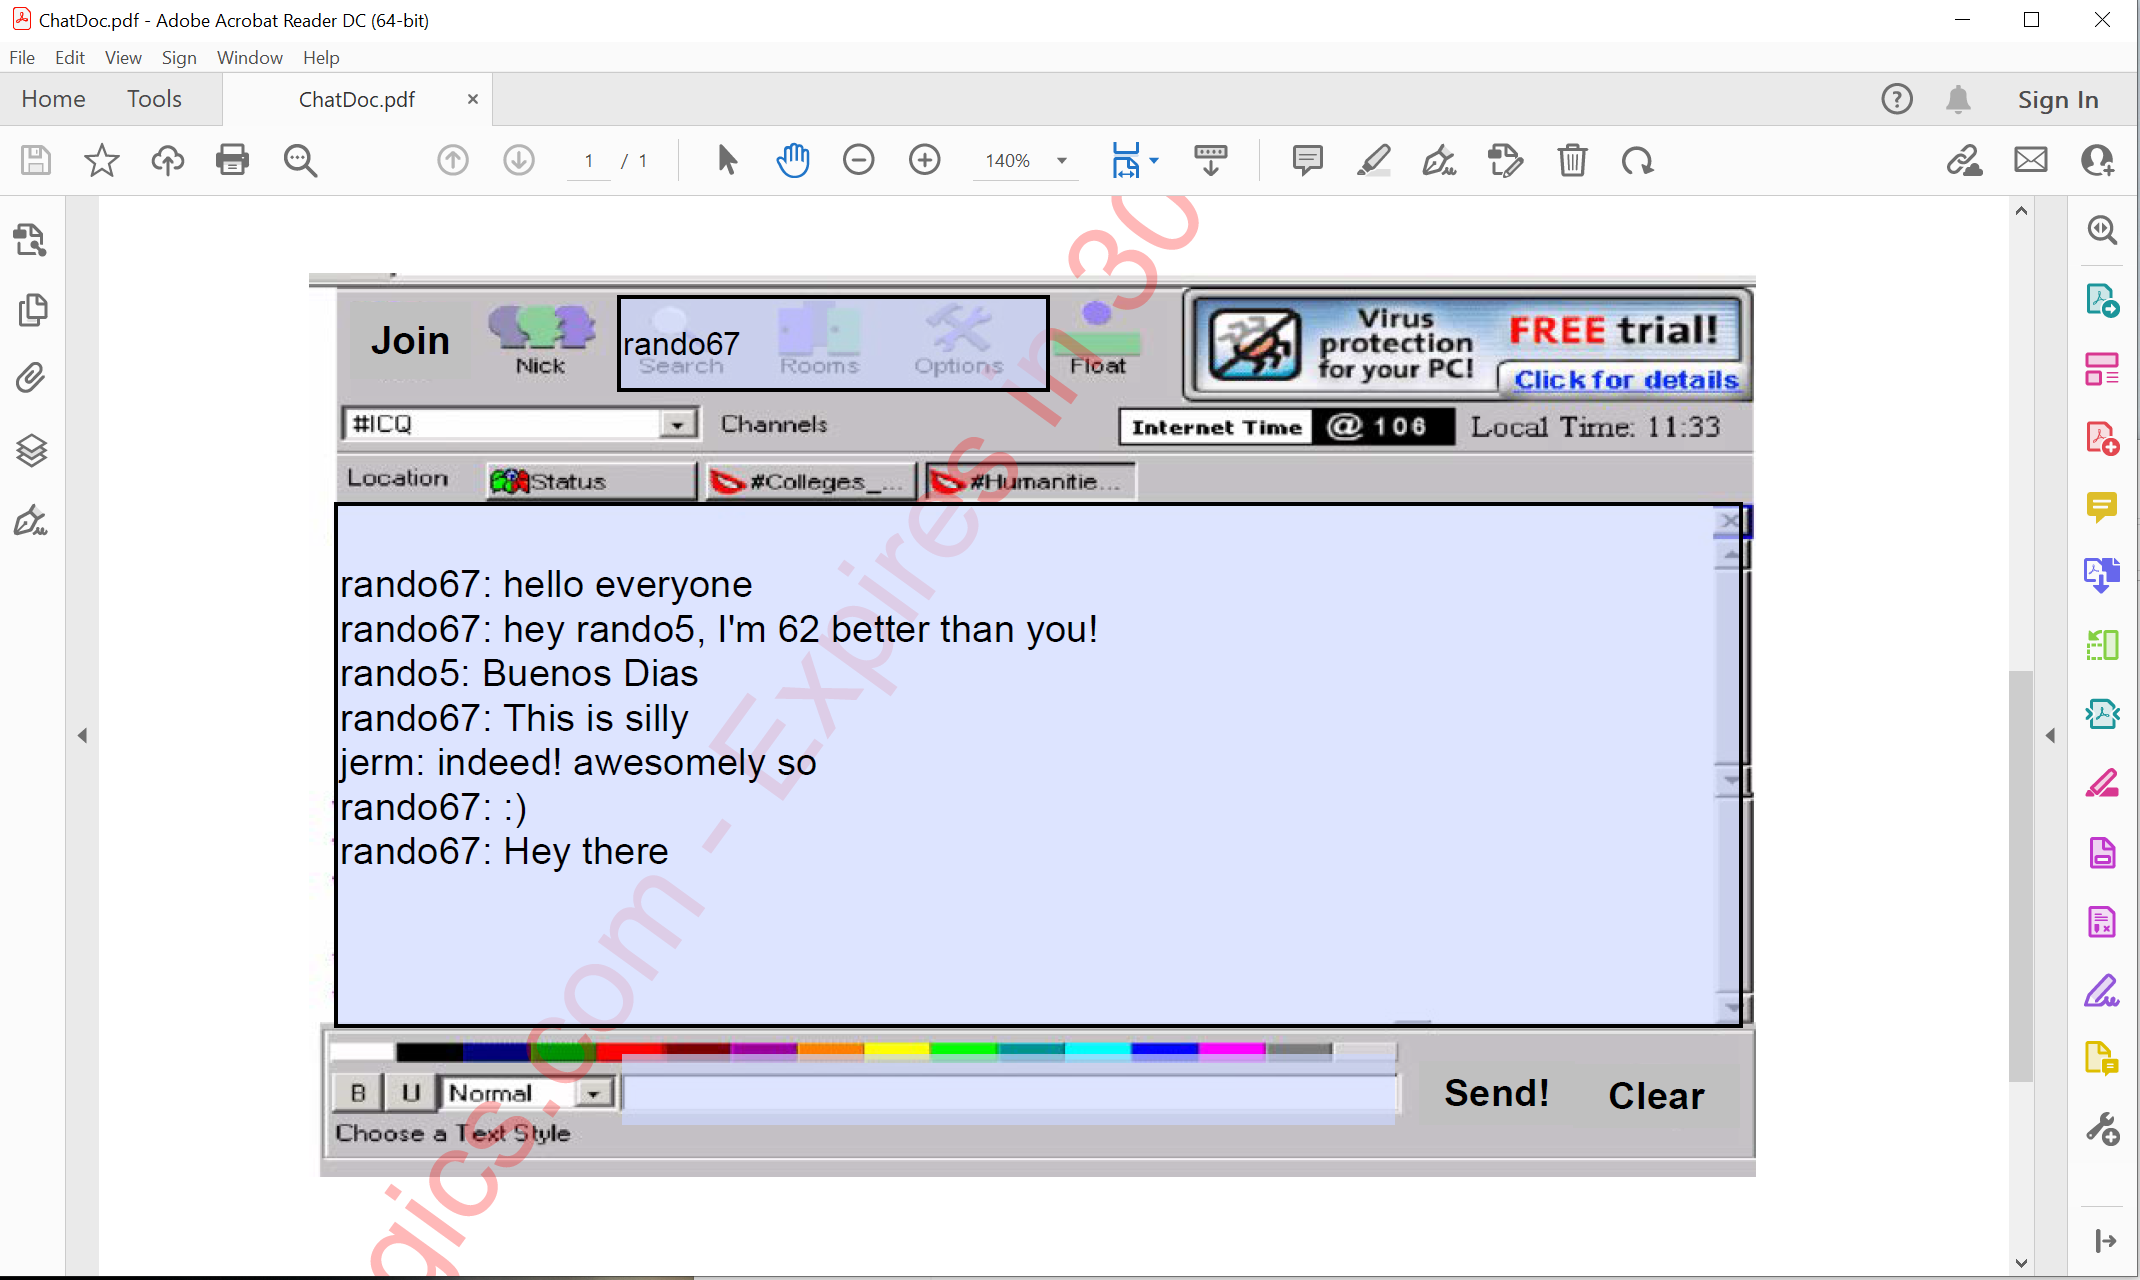 ChatDoc.pdf - Adobe Acrobat Reader DC (64-bit)
File Edit View Sign Window Help
Home Tools ChatDoc.pdf × Sign In
1 / 1 140%
Join Nick rando67 Search Rooms Options Float
Virus protection for your PC!
FREE trial!
Click for details
#ICQ Channels Internet Time @ 106 Local Time: 11:33
Location Status #Colleges_... #Humanitie...
rando67: hello everyone
rando67: hey rando5, I'm 62 better than you!
rando5: Buenos Dias
rando67: This is silly
jerm: indeed! awesomely so
rando67: :)
rando67: Hey there
B U Normal Send! Clear
Choose a Text Style
gics.com - Expires in 30